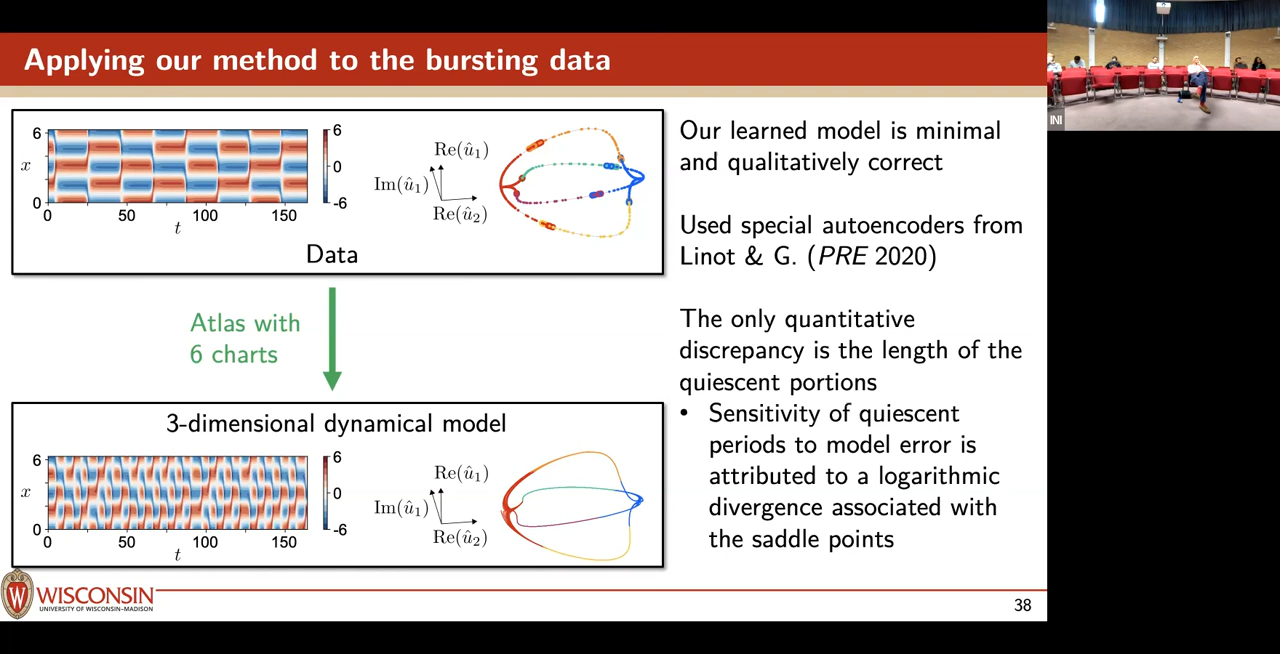 Applying our method to the bursting data
6
x
0
0
50
100
150
t
6
0
-6
Re(û₁)
Im(û₁)
Re(û₂)
Data
Atlas with
6 charts
3-dimensional dynamical model
6
x
0
0
50
100
150
t
6
0
-6
Re(û₁)
Im(û₁)
Re(û₂)
Our learned model is minimal
and qualitatively correct
Used special autoencoders from
Linot & G. (PRE 2020)
The only quantitative
discrepancy is the length of the
quiescent portions
• Sensitivity of quiescent
periods to model error is
attributed to a logarithmic
divergence associated with
the saddle points
W
WISCONSIN
UNIVERSITY OF WISCONSIN–MADISON
38
INI